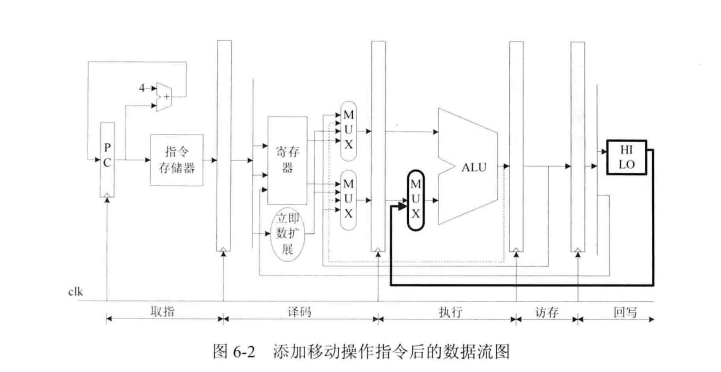 4
+
P
C
指令
存储器
寄存
器
立即
数扩
展
M
U
X
M
U
X
M
U
X
ALU
HI
LO
clk
取指
译码
执行
访存
回写
图 6-2 添加移动操作指令后的数据流图